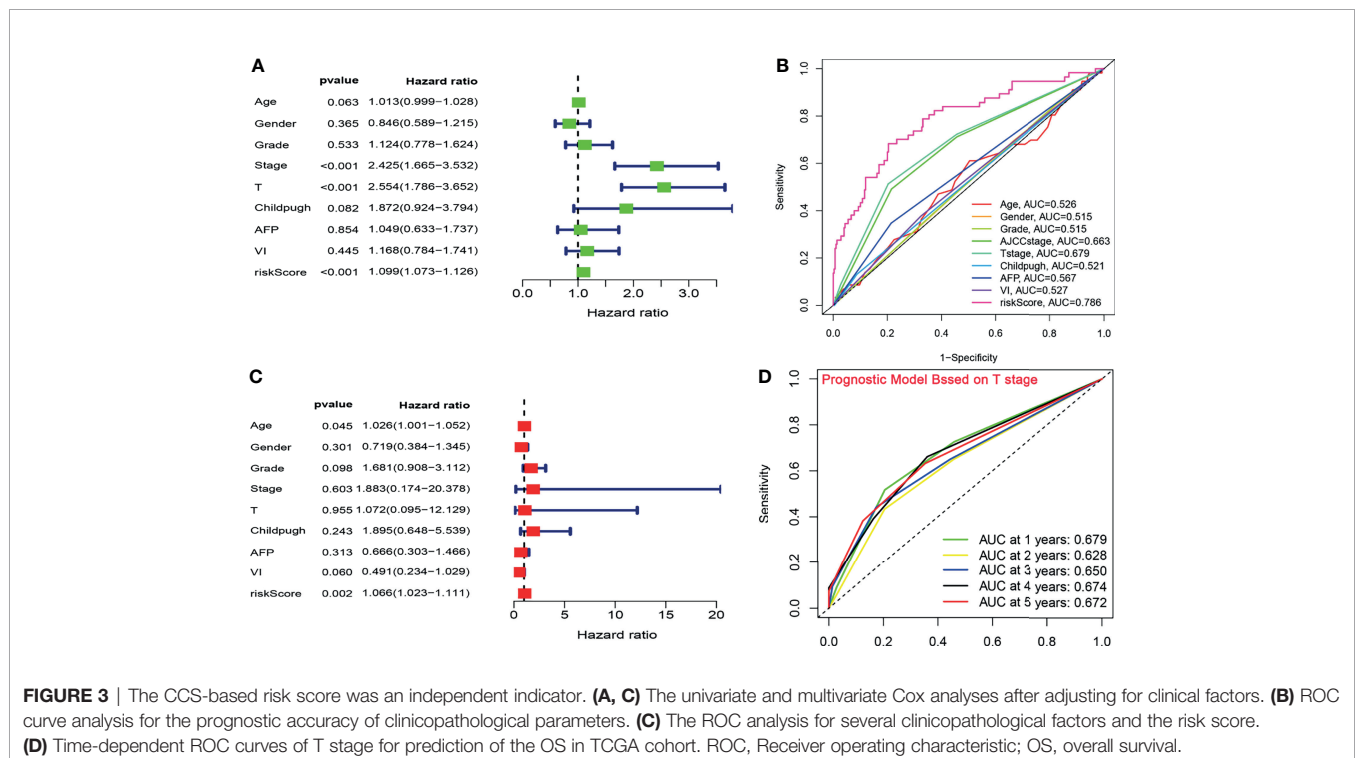 A
pvalue Hazard ratio
Age 0.063 1.013(0.999−1.028)
Gender 0.365 0.846(0.589−1.215)
Grade 0.533 1.124(0.778−1.624)
Stage <0.001 2.425(1.665−3.532)
T <0.001 2.554(1.786−3.652)
Childpugh 0.082 1.872(0.924−3.794)
AFP 0.854 1.049(0.633−1.737)
VI 0.445 1.168(0.784−1.741)
riskScore <0.001 1.099(1.073−1.126)
0.0 1.0 2.0 3.0
Hazard ratio
B
Sensitivity
1.0
0.8
0.6
0.4
0.2
0.0
Age, AUC=0.526
Gender, AUC=0.515
Grade, AUC=0.515
AJCCstage, AUC=0.663
Tstage, AUC=0.679
Childpugh, AUC=0.521
AFP, AUC=0.567
VI, AUC=0.527
riskScore, AUC=0.786
0.0 0.2 0.4 0.6 0.8 1.0
1−Specificity
C
pvalue Hazard ratio
Age 0.045 1.026(1.001−1.052)
Gender 0.301 0.719(0.384−1.345)
Grade 0.098 1.681(0.908−3.112)
Stage 0.603 1.883(0.174−20.378)
T 0.955 1.072(0.095−12.129)
Childpugh 0.243 1.895(0.648−5.539)
AFP 0.313 0.666(0.303−1.466)
VI 0.060 0.491(0.234−1.029)
riskScore 0.002 1.066(1.023−1.111)
0 5 10 15 20
Hazard ratio
D
Prognostic Model Bssed on T stage
Sensitivity
1.0
0.8
0.6
0.4
0.2
0.0
AUC at 1 years: 0.679
AUC at 2 years: 0.628
AUC at 3 years: 0.650
AUC at 4 years: 0.674
AUC at 5 years: 0.672
0.0 0.2 0.4 0.6 0.8 1.0
FIGURE 3 | The CCS-based risk score was an independent indicator. (A, C) The univariate and multivariate Cox analyses after adjusting for clinical factors. (B) ROC
curve analysis for the prognostic accuracy of clinicopathological parameters. (C) The ROC analysis for several clinicopathological factors and the risk score.
(D) Time-dependent ROC curves of T stage for prediction of the OS in TCGA cohort. ROC, Receiver operating characteristic; OS, overall survival.